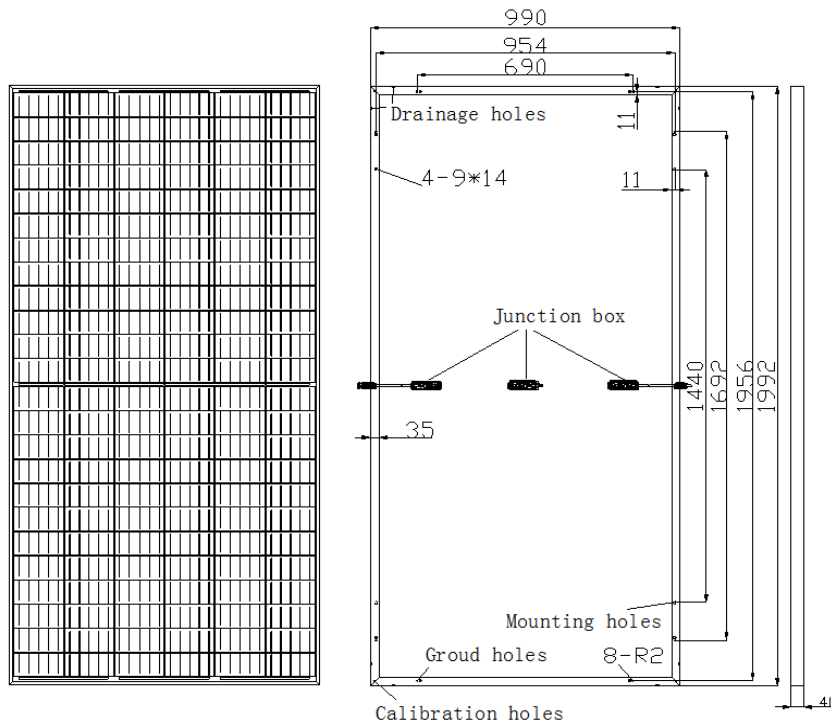 990
954
690
Drainage holes
11
4-9*14
11
Junction box
1440
1692
1956
1992
35
Mounting holes
Groud holes
8-R2
Calibration holes